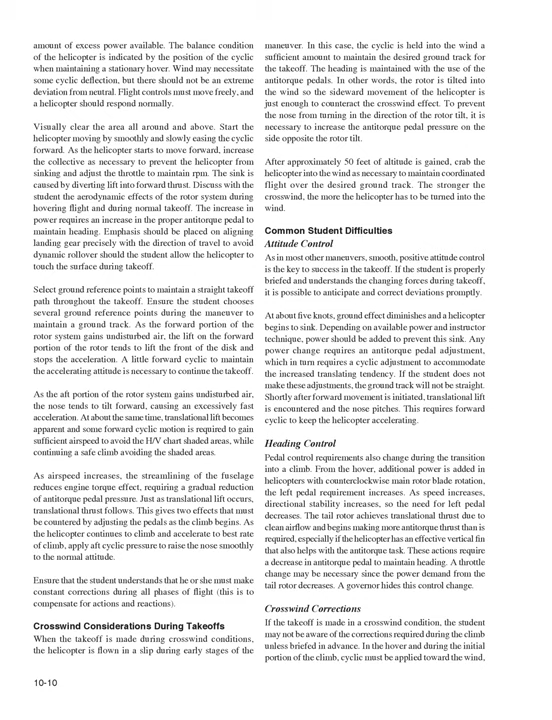 amount of excess power available. The balance condition
of the helicopter is indicated by the position of the cyclic
when maintaining a stationary hover. Wind may necessitate
some cyclic deflection, but there should not be an extreme
deviation from neutral. Flight controls must move freely, and
a helicopter should respond normally.
Visually clear the area all around and above. Start the
helicopter moving by smoothly and slowly easing the cyclic
forward. As the helicopter starts to move forward, increase
the collective as necessary to prevent the helicopter from
sinking and adjust the throttle to maintain rpm. The sink is
caused by diverting lift into forward thrust. Discuss with the
student the aerodynamic effects of the rotor system during
hovering flight and during normal takeoff. The increase in
power requires an increase in the proper antitorque pedal to
maintain heading. Emphasis should be placed on aligning
landing gear precisely with the direction of travel to avoid
dynamic rollover should the student allow the helicopter to
touch the surface during takeoff.
Select ground reference points to maintain a straight takeoff
path throughout the takeoff. Ensure the student chooses
several ground reference points during the maneuver to
maintain a ground track. As the forward portion of the
rotor system gains undisturbed air, the lift on the forward
portion of the rotor tends to lift the front of the disk and
stops the acceleration. A little forward cyclic to maintain
the accelerating attitude is necessary to continue the takeoff.
As the aft portion of the rotor system gains undisturbed air,
the nose tends to tilt forward, causing an excessively fast
acceleration. At about the same time, translational lift becomes
apparent and some forward cyclic motion is required to gain
sufficient airspeed to avoid the H/V chart shaded areas, while
continuing a safe climb avoiding the shaded areas.
As airspeed increases, the streamlining of the fuselage
reduces engine torque effect, requiring a gradual reduction
of antitorque pedal pressure. Just as translational lift occurs,
translational thrust follows. This gives two effects that must
be countered by adjusting the pedals as the climb begins. As
the helicopter continues to climb and accelerate to best rate
of climb, apply aft cyclic pressure to raise the nose smoothly
to the normal attitude.
Ensure that the student understands that he or she must make
constant corrections during all phases of flight (this is to
compensate for actions and reactions).
Crosswind Considerations During Takeoffs
When the takeoff is made during crosswind conditions,
the helicopter is flown in a slip during early stages of the
maneuver. In this case, the cyclic is held into the wind a
sufficient amount to maintain the desired ground track for
the takeoff. The heading is maintained with the use of the
antitorque pedals. In other words, the rotor is tilted into
the wind so the sideward movement of the helicopter is
just enough to counteract the crosswind effect. To prevent
the nose from turning in the direction of the rotor tilt, it is
necessary to increase the antitorque pedal pressure on the
side opposite the rotor tilt.
After approximately 50 feet of altitude is gained, crab the
helicopter into the wind as necessary to maintain coordinated
flight over the desired ground track. The stronger the
crosswind, the more the helicopter has to be turned into the
wind.
Common Student Difficulties
Attitude Control
As in most other maneuvers, smooth, positive attitude control
is the key to success in the takeoff. If the student is properly
briefed and understands the changing forces during takeoff,
it is possible to anticipate and correct deviations promptly.
At about five knots, ground effect diminishes and a helicopter
begins to sink. Depending on available power and instructor
technique, power should be added to prevent this sink. Any
power change requires an antitorque pedal adjustment,
which in turn requires a cyclic adjustment to accommodate
the increased translating tendency. If the student does not
make these adjustments, the ground track will not be straight.
Shortly after forward movement is initiated, translational lift
is encountered and the nose pitches. This requires forward
cyclic to keep the helicopter accelerating.
Heading Control
Pedal control requirements also change during the transition
into a climb. From the hover, additional power is added in
helicopters with counterclockwise main rotor blade rotation,
the left pedal requirement increases. As speed increases,
directional stability increases, so the need for left pedal
decreases. The tail rotor achieves translational thrust due to
clean airflow and begins making more antitorque thrust than is
required, especially if the helicopter has an effective vertical fin
that also helps with the antitorque task. These actions require
a decrease in antitorque pedal to maintain heading. A throttle
change may be necessary since the power demand from the
tail rotor decreases. A governor hides this control change.
Crosswind Corrections
If the takeoff is made in a crosswind condition, the student
may not be aware of the corrections required during the climb
unless briefed in advance. In the hover and during the initial
portion of the climb, cyclic must be applied toward the wind,
10-10